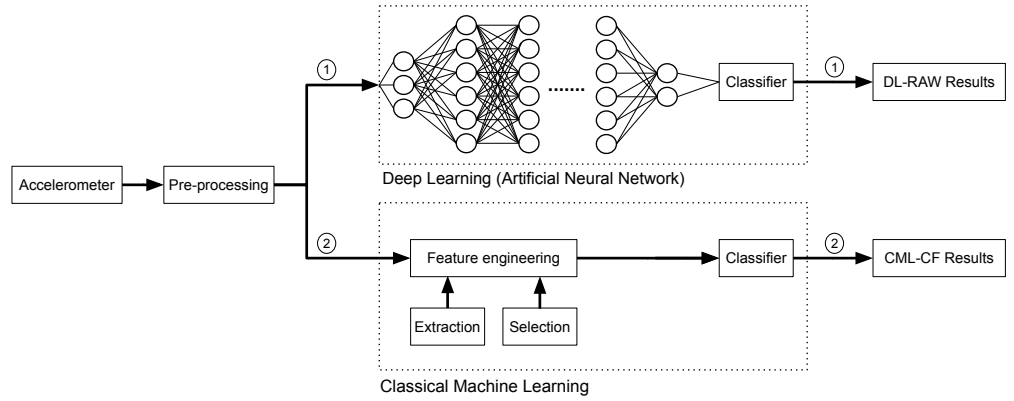 1
.......
Classifier
1
DL-RAW Results
Deep Learning (Artificial Neural Network)
Accelerometer
Pre-processing
2
Feature engineering
Classifier
2
CML-CF Results
Extraction
Selection
Classical Machine Learning